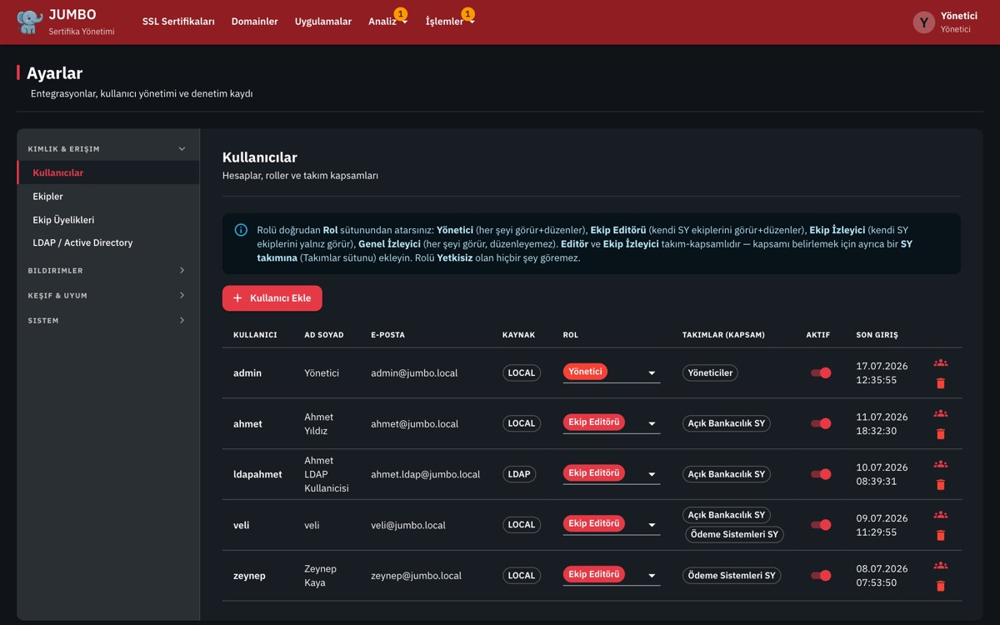 JUMBO
Sertifika Yönetimi
SSL Sertifikaları
Domainler
Uygulamalar
Analiz
1
İşlemler
1
Y
Yönetici
Yönetici
Ayarlar
Entegrasyonlar, kullanıcı yönetimi ve denetim kaydı
KIMLIK & ERIŞIM
Kullanıcılar
Ekipler
Ekip Üyelikleri
LDAP / Active Directory
BILDIRIMLER
KEŞIF & UYUM
SISTEM
Kullanıcılar
Hesaplar, roller ve takım kapsamları
Rolü doğrudan Rol sütunundan atarsınız: Yönetici (her şeyi görür+düzenler), Ekip Editörü (kendi SY ekiplerini görür+düzenler), Ekip İzleyici (kendi SY
ekiplerini yalnız görür), Genel İzleyici (her şeyi görür, düzenleyemez). Editör ve Ekip İzleyici takım-kapsamlıdır — kapsamı belirlemek için ayrıca bir SY
takımına (Takımlar sütunu) ekleyin. Rolü Yetkisiz olan hiçbir şey göremez.
+ Kullanıcı Ekle
KULLANICI AD SOYAD E-POSTA KAYNAK ROL TAKIMLAR (KAPSAM) AKTIF SON GIRIŞ
admin Yönetici admin@jumbo.local LOCAL Yönetici Yöneticiler 17.07.2026
12:35:55
ahmet Ahmet
Yıldız ahmet@jumbo.local LOCAL Ekip Editörü Açık Bankacılık SY 11.07.2026
18:32:30
ldapahmet Ahmet
LDAP
Kullanicisi ahmet.ldap@jumbo.local LDAP Ekip Editörü Açık Bankacılık SY 10.07.2026
08:39:31
veli veli veli@jumbo.local LOCAL Ekip Editörü Açık Bankacılık SY
Ödeme Sistemleri SY 09.07.2026
11:29:55
zeynep Zeynep
Kaya zeynep@jumbo.local LOCAL Ekip Editörü Ödeme Sistemleri SY 08.07.2026
07:53:50